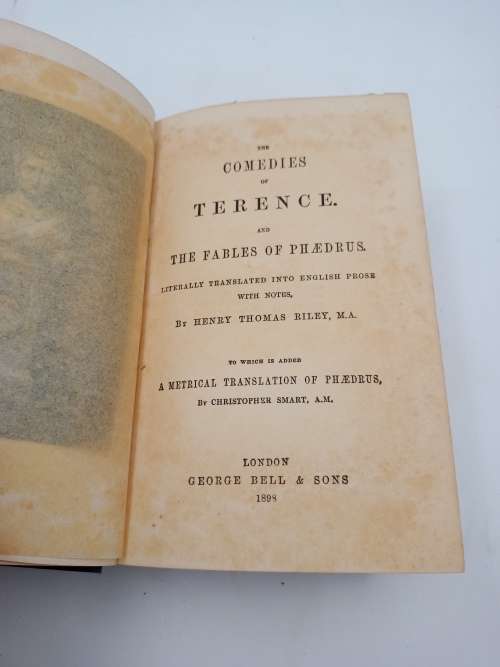 THE
COMEDIES
OF
TERENCE.
AND
THE FABLES OF PHÆDRUS.
LITERALLY TRANSLATED INTO ENGLISH PROSE
WITH NOTES,
BY HENRY THOMAS RILEY, M.A.
TO WHICH IS ADDED
A METRICAL TRANSLATION OF PHÆDRUS,
BY CHRISTOPHER SMART, A.M.
LONDON
GEORGE BELL & SONS
1898